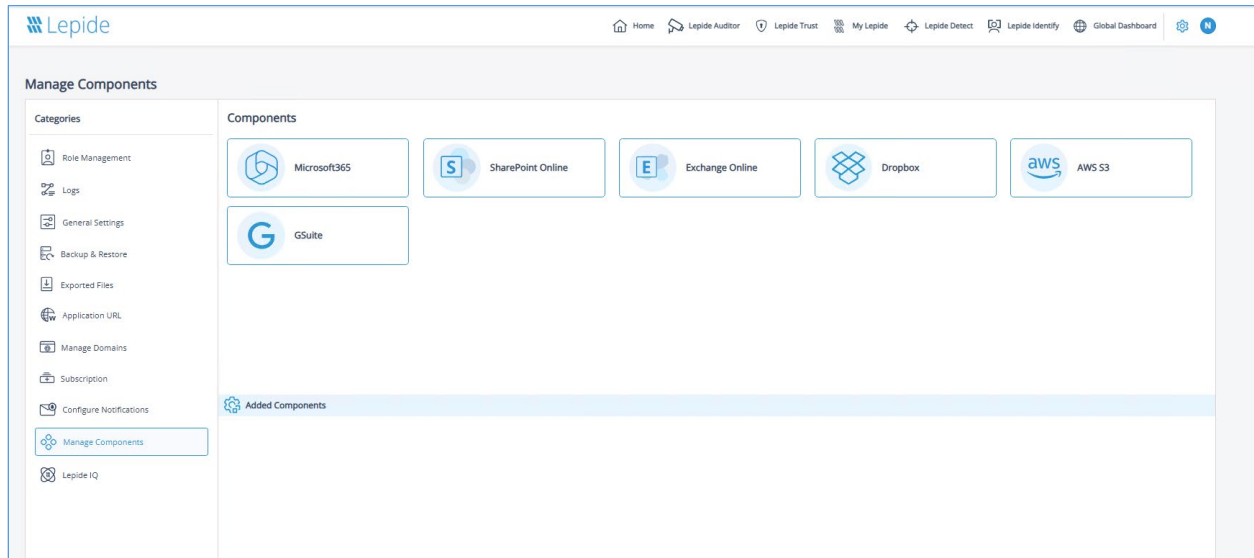 Lepide
Home Lepide Auditor Lepide Trust My Lepide Lepide Detect Lepide Identify Global Dashboard N
Manage Components
Categories
Role Management
Logs
General Settings
Backup & Restore
Exported Files
Application URL
Manage Domains
Subscription
Configure Notifications
Manage Components
Lepide IQ
Components
Microsoft365
S SharePoint Online
E Exchange Online
Dropbox
aws AWS S3
G GSuite
Added Components